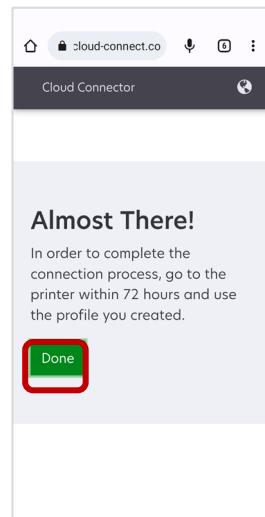 cloud-connect.co
6
Cloud Connector
Almost There!
In order to complete the
connection process, go to the
printer within 72 hours and use
the profile you created.
Done